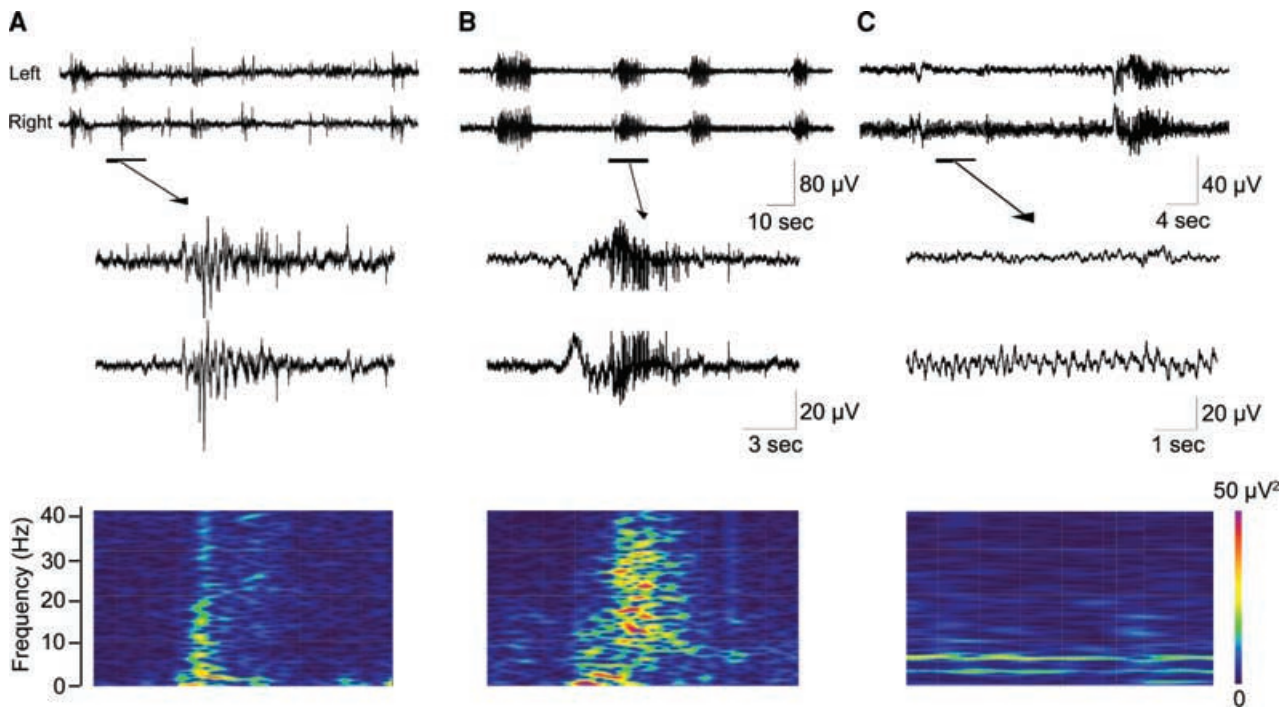 A B C
Left
Right
80 µV
10 sec
40 µV
4 sec
20 µV
3 sec
20 µV
1 sec
50 µV²
Frequency (Hz)
40
30
20
10
0
0